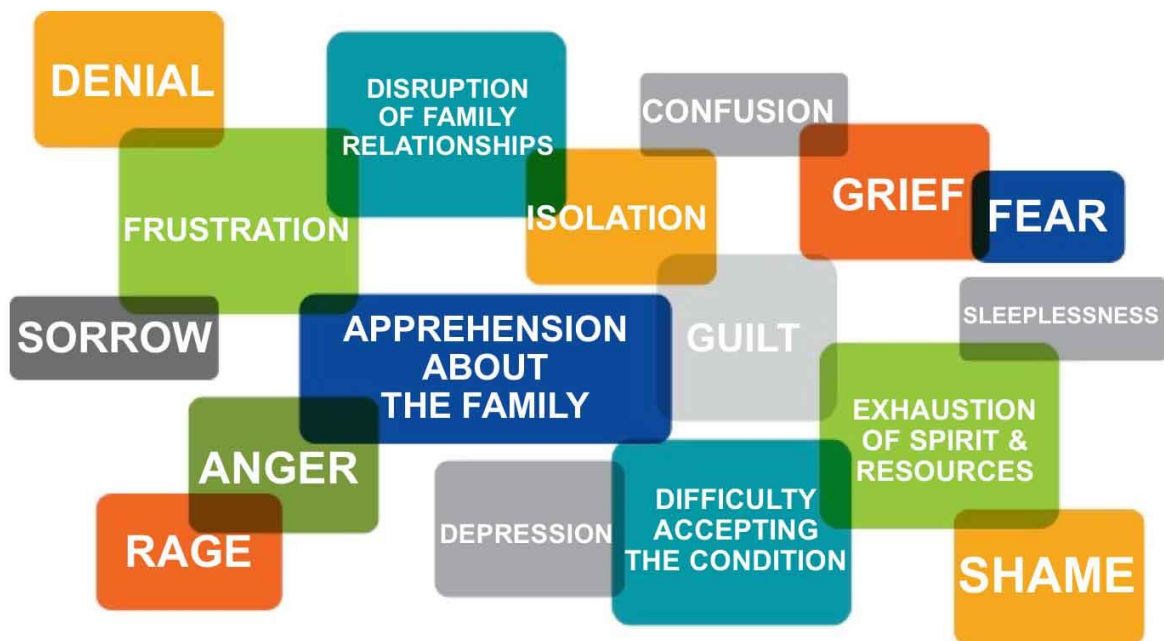 DENIAL
DISRUPTION
OF FAMILY
RELATIONSHIPS
CONFUSION
GRIEF
FEAR
FRUSTRATION
ISOLATION
SORROW
APPREHENSION
ABOUT
THE FAMILY
GUILT
SLEEPLESSNESS
ANGER
EXHAUSTION
OF SPIRIT &
RESOURCES
RAGE
DEPRESSION
DIFFICULTY
ACCEPTING
THE CONDITION
SHAME